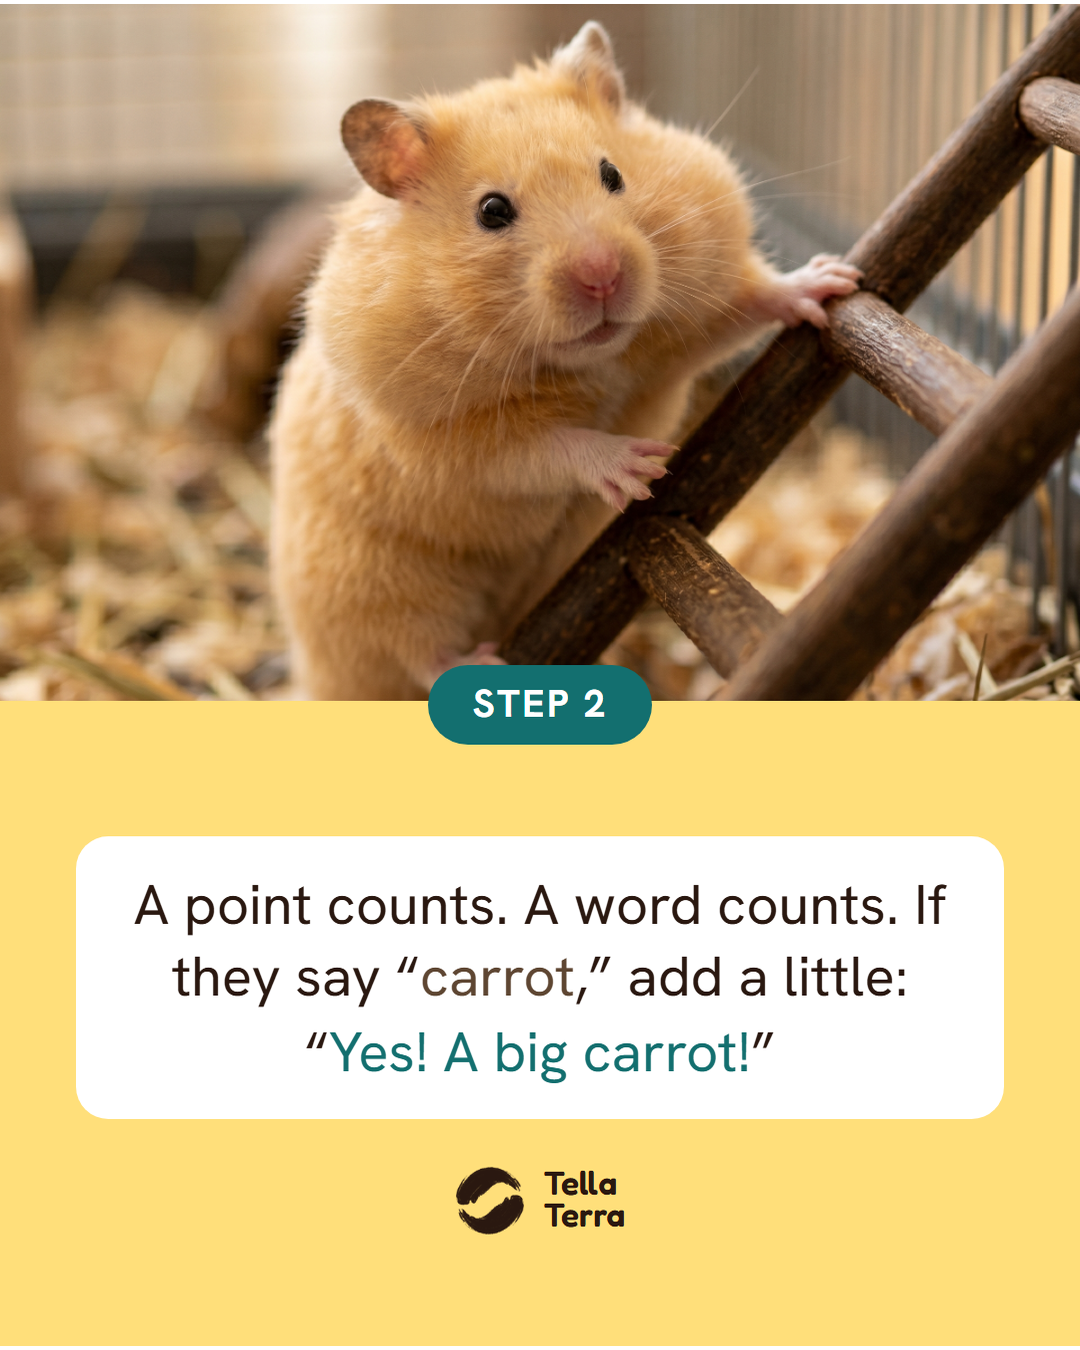 STEP 2
A point counts. A word counts. If
they say “carrot,” add a little:
“Yes! A big carrot!”
Tella
Terra